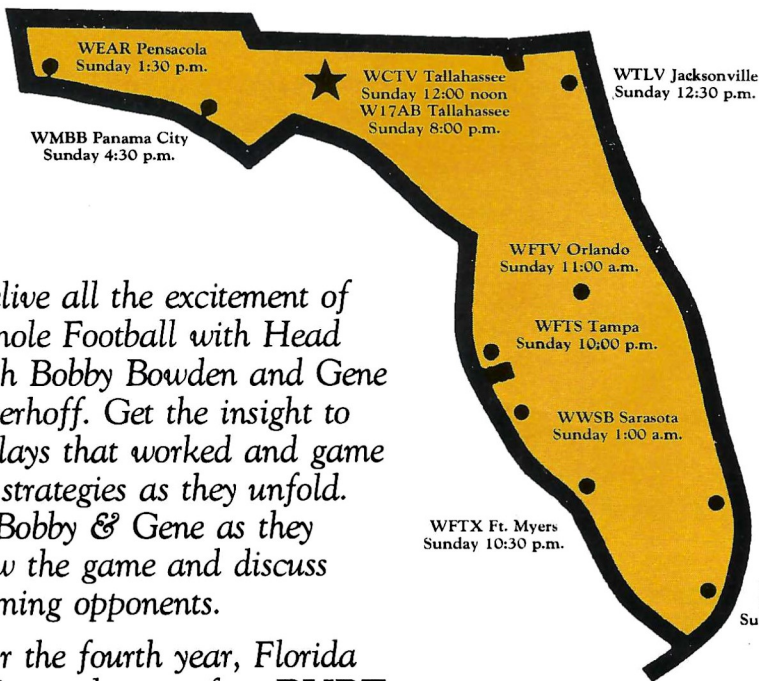 WEAR Pensacola
Sunday 1:30 p.m.
WCTV Tallahassee
Sunday 12:00 noon
W17AB Tallahassee
Sunday 8:00 p.m.
WTLV Jacksonville
Sunday 12:30 p.m.
WMBB Panama City
Sunday 4:30 p.m.
WFTV Orlando
Sunday 11:00 a.m.
WFTS Tampa
Sunday 10:00 p.m.
WWSB Sarasota
Sunday 1:00 a.m.
WFTX Ft. Myers
Sunday 10:30 p.m.
Su
live all the excitement of
nole Football with Head
h Bobby Bowden and Gene
erhoff. Get the insight to
lays that worked and game
strategies as they unfold.
Bobby & Gene as they
w the game and discuss
ming opponents.
r the fourth year, Florida